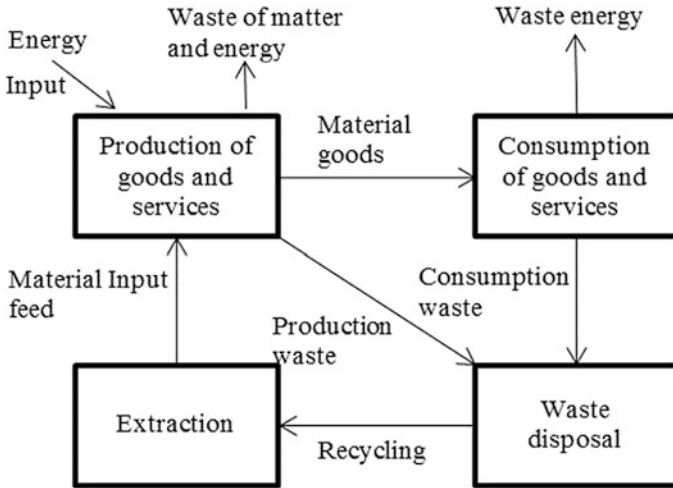 Energy
Input
Waste of matter
and energy
Waste energy
Production of
goods and
services
Material
goods
Consumption
of goods and
services
Material Input
feed
Production
waste
Consumption
waste
Extraction
Recycling
Waste
disposal